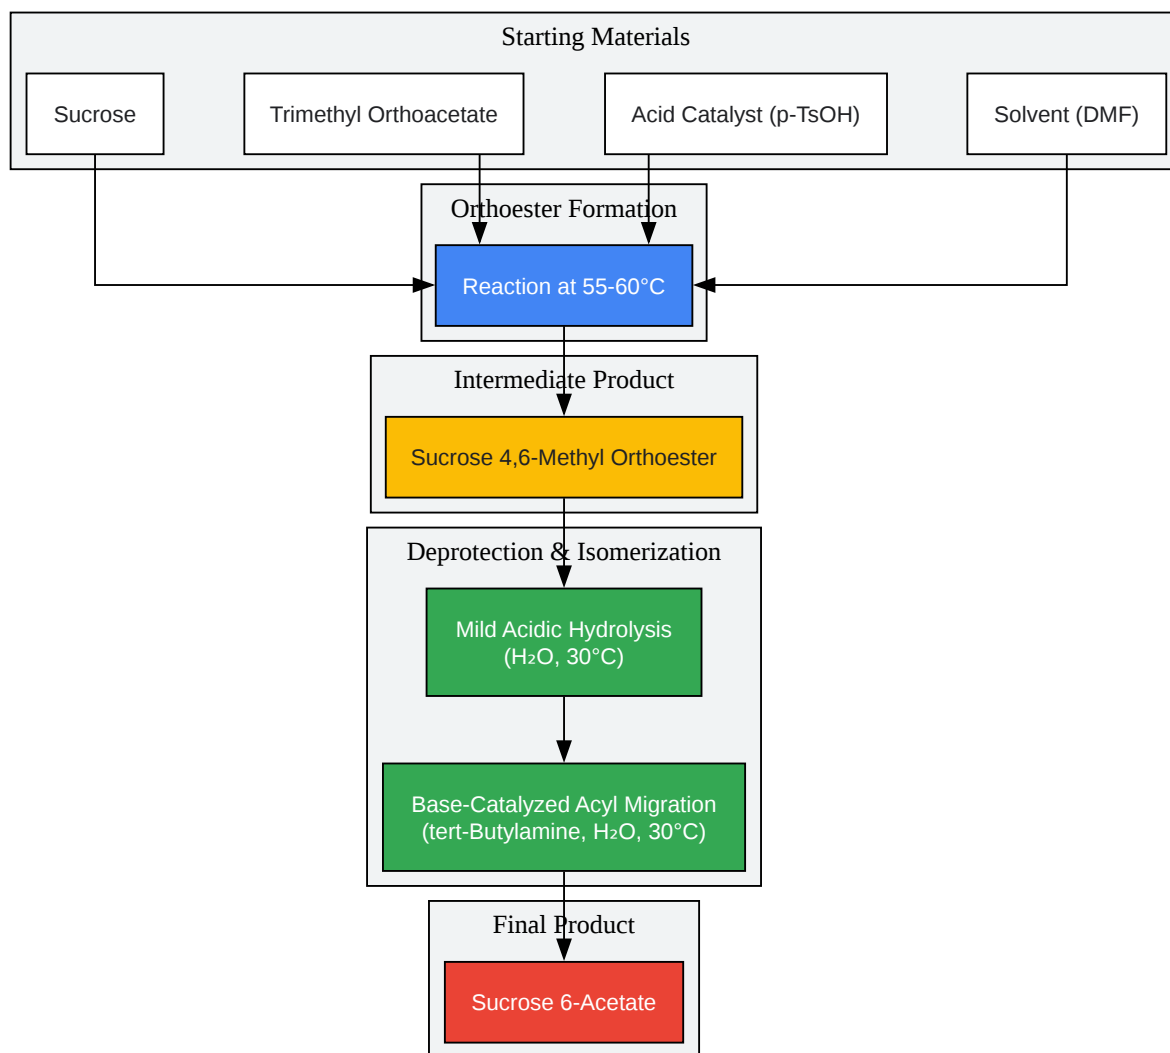 Starting Materials
Sucrose
Trimethyl Orthoacetate
Acid Catalyst (p-TsOH)
Solvent (DMF)
Orthoester Formation
Reaction at 55-60°C
Intermediate Product
Sucrose 4,6-Methyl Orthoester
Deprotection & Isomerization
Mild Acidic Hydrolysis
(H₂O, 30°C)
Base-Catalyzed Acyl Migration
(tert-Butylamine, H₂O, 30°C)
Final Product
Sucrose 6-Acetate